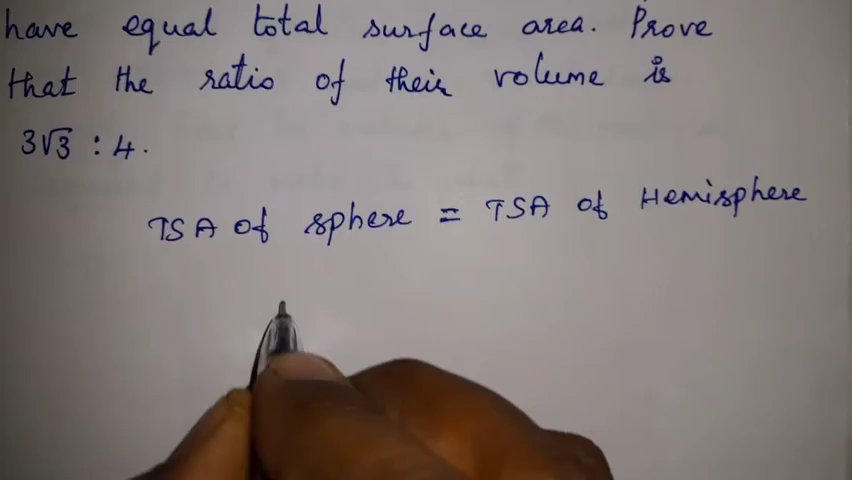 have equal total surface area. Prove
that the ratio of their volume is
3√3 : 4.
TSA of sphere = TSA of Hemisphere